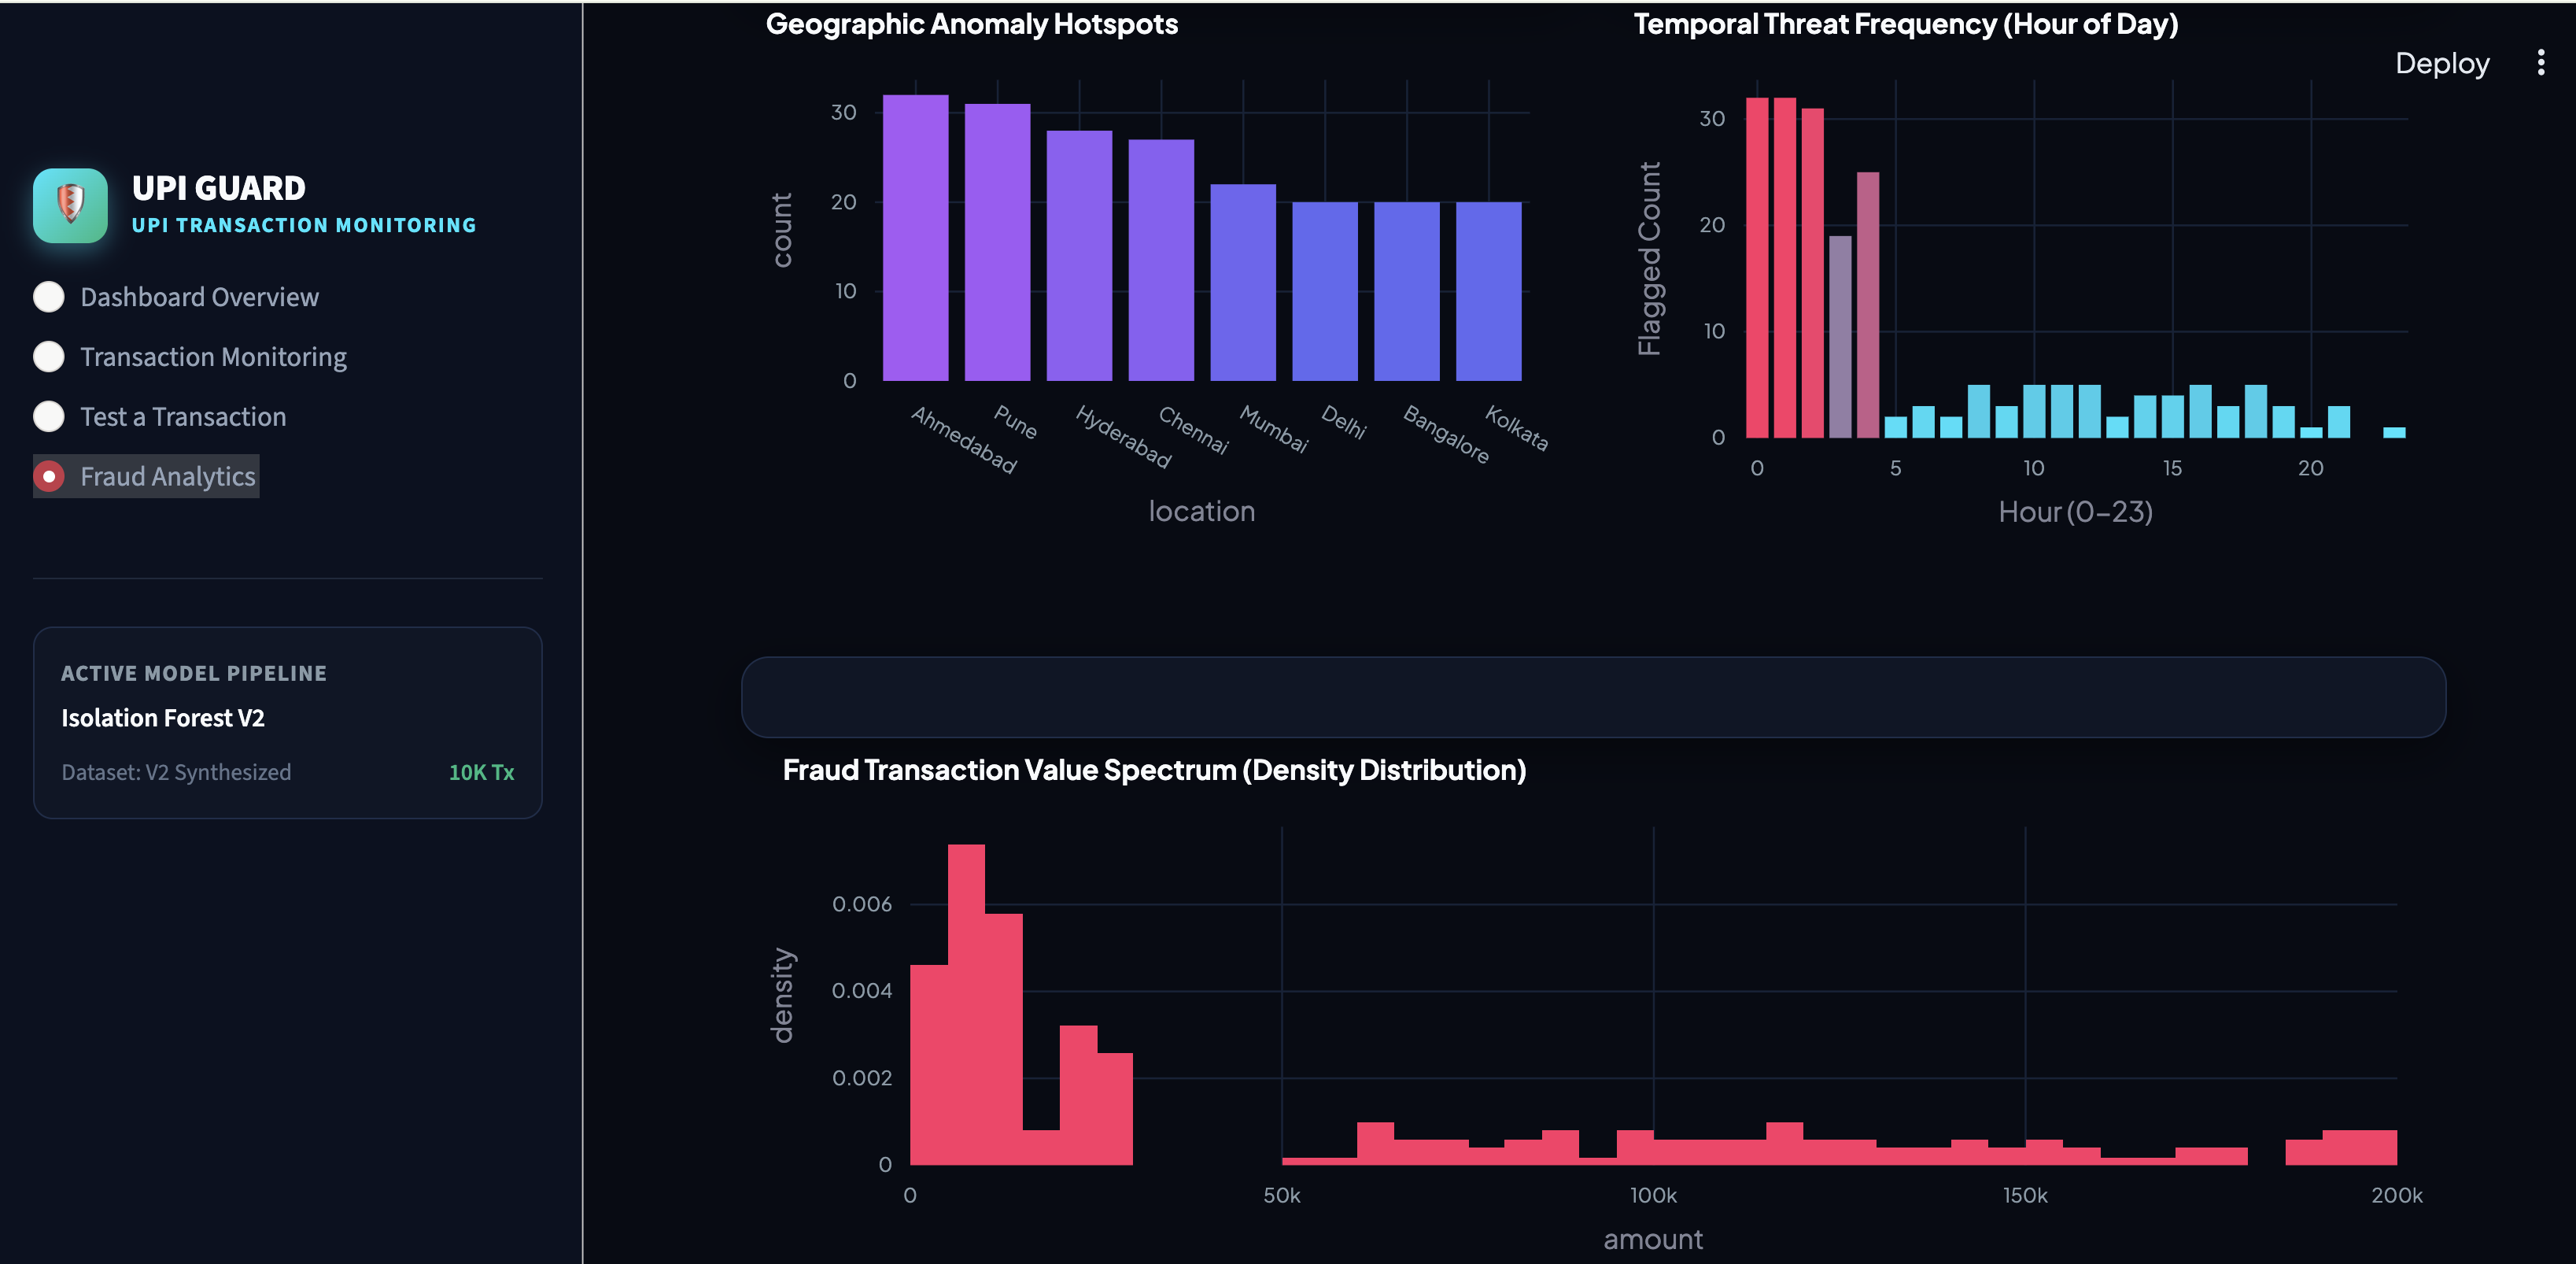 UPI GUARD
UPI TRANSACTION MONITORING
Dashboard Overview
Transaction Monitoring
Test a Transaction
Fraud Analytics
ACTIVE MODEL PIPELINE
Isolation Forest V2
Dataset: V2 Synthesized 10K Tx
Deploy
Geographic Anomaly Hotspots
count
30
20
10
0
Ahmedabad
Pune
Hyderabad
Chennai
Mumbai
Delhi
Bangalore
Kolkata
location
Temporal Threat Frequency (Hour of Day)
Flagged Count
30
20
10
0
0 5 10 15 20
Hour (0–23)
Fraud Transaction Value Spectrum (Density Distribution)
density
0.006
0.004
0.002
0
0 50k 100k 150k 200k
amount